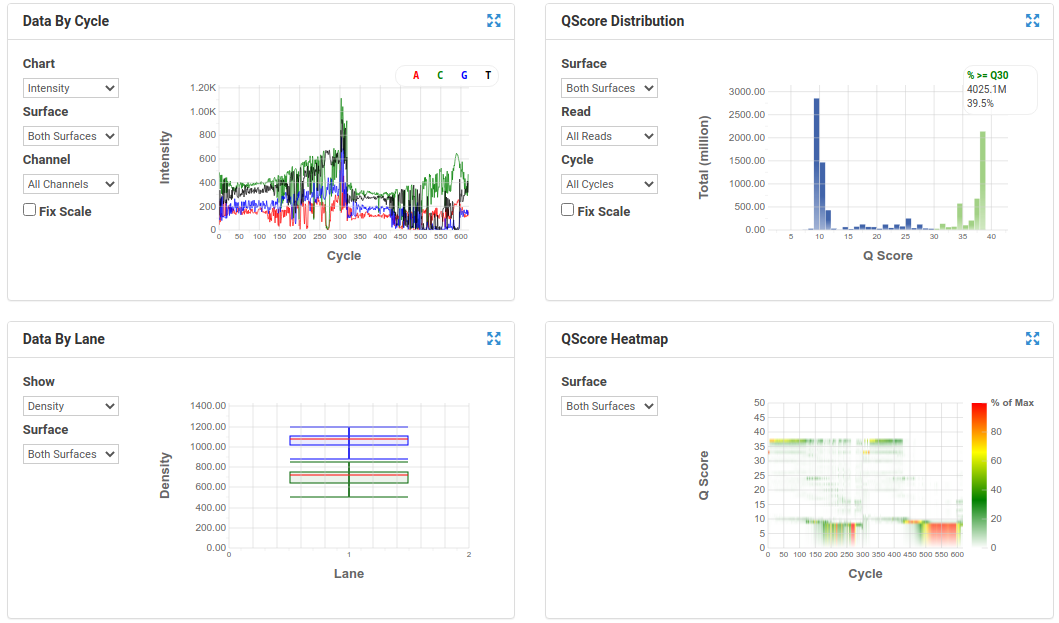 Data By Cycle
Chart
Intensity
Surface
Both Surfaces
Channel
All Channels
Fix Scale
A C G T
1.20K
1.00K
800
600
400
200
0
Intensity
0 50 100 150 200 250 300 350 400 450 500 550 600
Cycle
QScore Distribution
Surface
Both Surfaces
Read
All Reads
Cycle
All Cycles
Fix Scale
% >= Q30
4025.1M
39.5%
3000.00
2500.00
2000.00
1500.00
1000.00
500.00
0.00
Total (million)
5 10 15 20 25 30 35 40
Q Score
Data By Lane
Show
Density
Surface
Both Surfaces
1400.00
1200.00
1000.00
800.00
600.00
400.00
200.00
0.00
Density
0 1 2
Lane
QScore Heatmap
Surface
Both Surfaces
50
45
40
35
30
25
20
15
10
5
0
Q Score
0 50 100 150 200 250 300 350 400 450 500 550 600
Cycle
% of Max
80
60
40
20
0